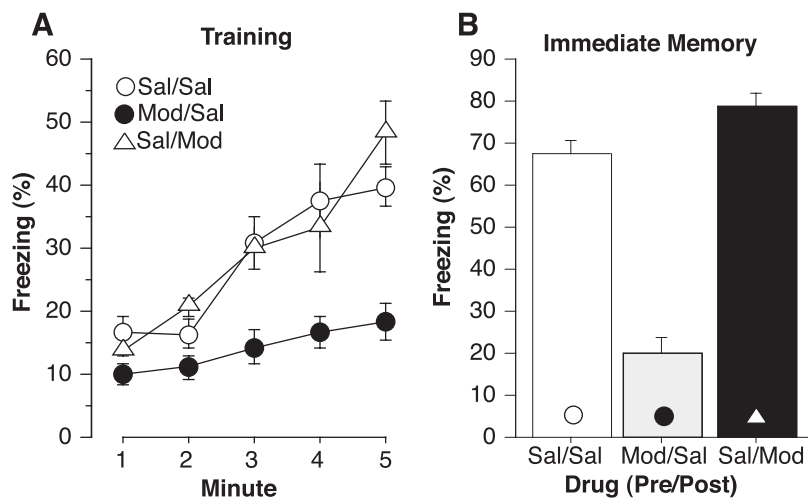 A
Training
Freezing (%)
60
50
40
30
20
10
0
Sal/Sal
Mod/Sal
Sal/Mod
1 2 3 4 5
Minute
B
Immediate Memory
Freezing (%)
90
80
70
60
50
40
30
20
10
0
Sal/Sal Mod/Sal Sal/Mod
Drug (Pre/Post)